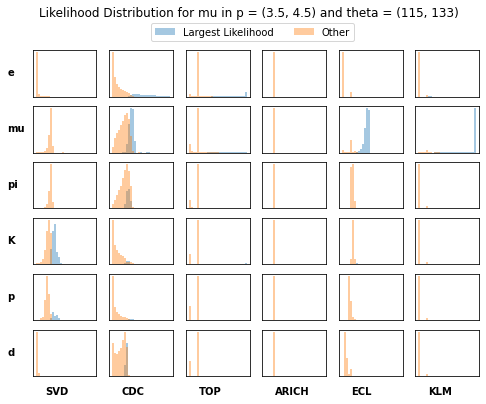 Likelihood Distribution for mu in p = (3.5, 4.5) and theta = (115, 133)
Largest Likelihood Other
e
mu
pi
K
p
d
SVD CDC TOP ARICH ECL KLM